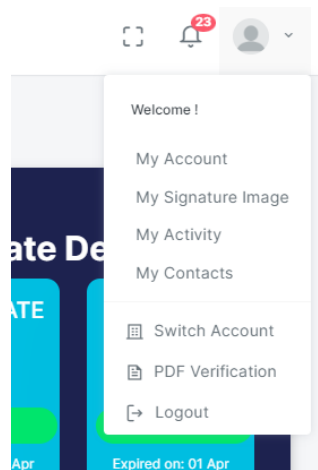 23
Welcome !
My Account
My Signature Image
My Activity
My Contacts
ate De
ATE
Switch Account
PDF Verification
Logout
Apr
Expired on: 01 Apr